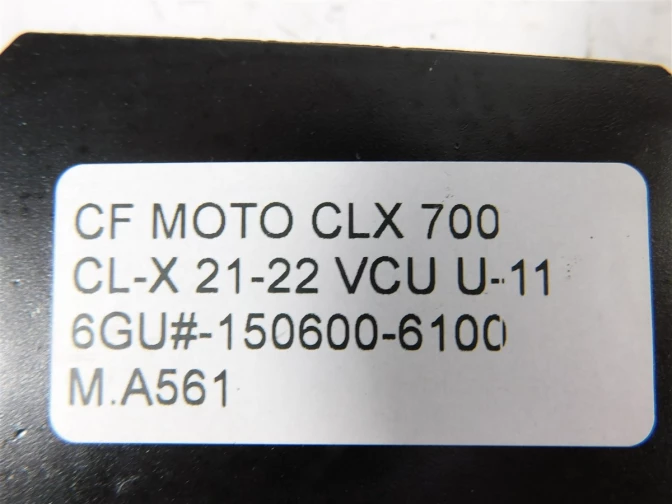 CF MOTO CLX 700
CL-X 21-22 VCU U-11
6GU#-150600-6100
M.A561